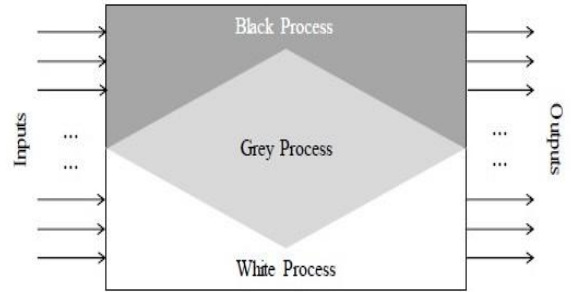 Black Process
Inputs
...
...
Grey Process
...
...
Outputs
White Process